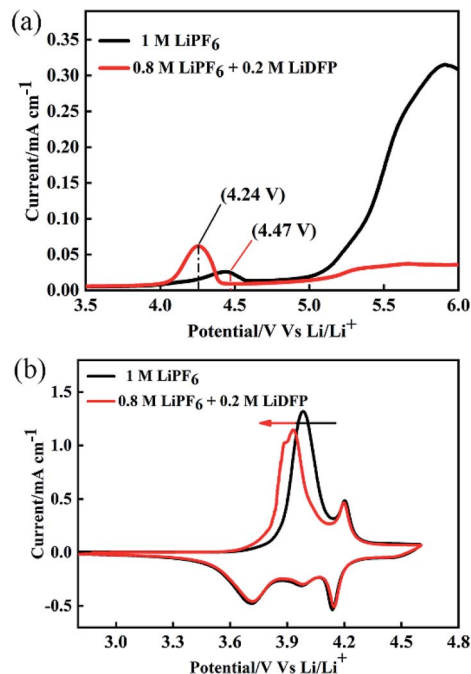 (a)
1 M LiPF6
0.8 M LiPF6 + 0.2 M LiDFP
(4.24 V)
(4.47 V)
Current/mA cm-1
0.35
0.30
0.25
0.20
0.15
0.10
0.05
0.00
3.5 4.0 4.5 5.0 5.5 6.0
Potential/V Vs Li/Li+
(b)
1 M LiPF6
0.8 M LiPF6 + 0.2 M LiDFP
Current/mA cm-1
1.5
1.0
0.5
0.0
-0.5
3.0 3.3 3.6 3.9 4.2 4.5 4.8
Potential/V Vs Li/Li+